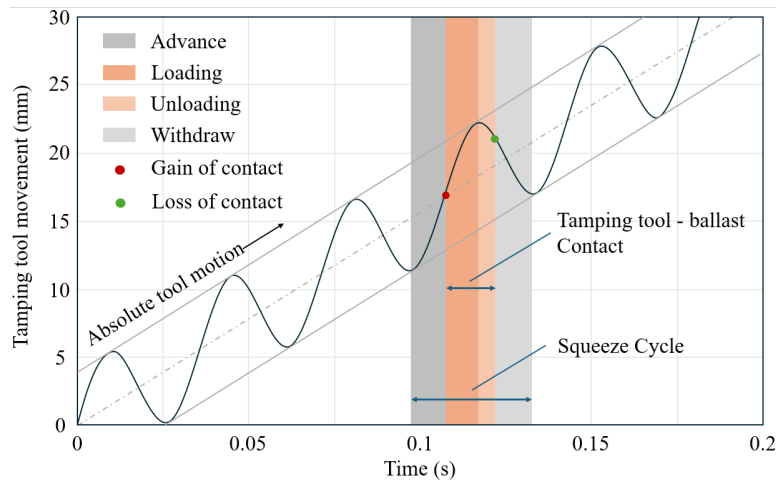 30
25
20
15
10
5
0
Tamping tool movement (mm)
Advance
Loading
Unloading
Withdraw
Gain of contact
Loss of contact
Absolute tool motion
Tamping tool - ballast
Contact
Squeeze Cycle
0
0.05
0.1
0.15
0.2
Time (s)